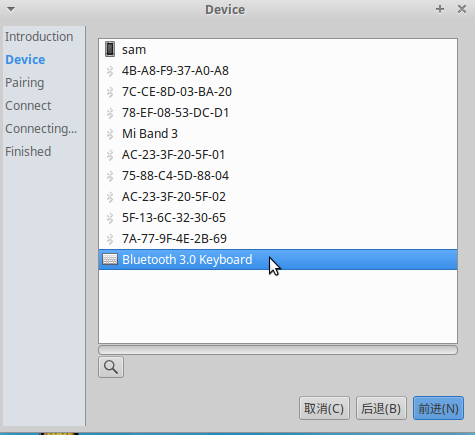 Device
Introduction
Device
Pairing
Connect
Connecting...
Finished
sam
4B-A8-F9-37-A0-A8
7C-CE-8D-03-BA-20
78-EF-08-53-DC-D1
Mi Band 3
AC-23-3F-20-5F-01
75-88-C4-5D-88-04
AC-23-3F-20-5F-02
5F-13-6C-32-30-65
7A-77-9F-4E-2B-69
Bluetooth 3.0 Keyboard
取消(C) 后退(B) 前进(N)